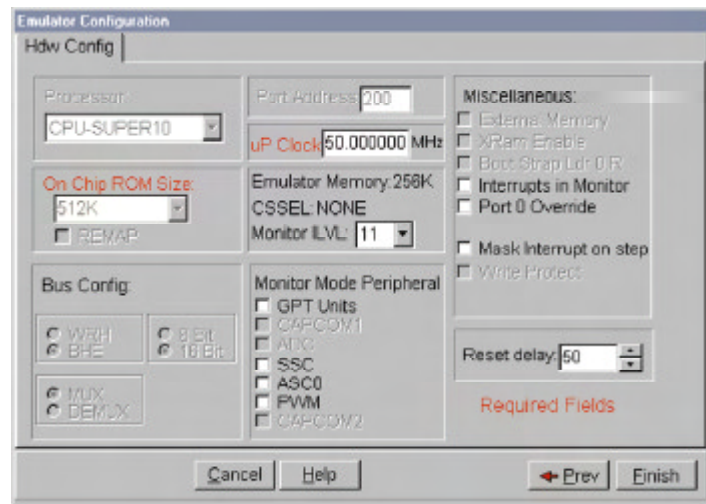 Emulator Configuration
Hdw Config
Processor:
CPU-SUPER10
Port Address 200
uP Clock 50.000000 MHz
On Chip ROM Size:
512K
REMAP
Emulator Memory: 256K
CSSEL: NONE
Monitor ILVL: 11
Bus Config:
WRH
BHE
8 Bit
16 Bit
MUX
DEMUX
Monitor Mode Peripheral
GPT Units
CAPCOM1
ADC
SSC
ASC0
PWM
CAPCOM2
Miscellaneous:
External Memory
XRam Enable
Boot Strap Ldr 0 R
Interrupts in Monitor
Port 0 Override
Mask Interrupt on step
Write Protect
Reset delay: 50
Required Fields
Cancel
Help
Prev
Finish